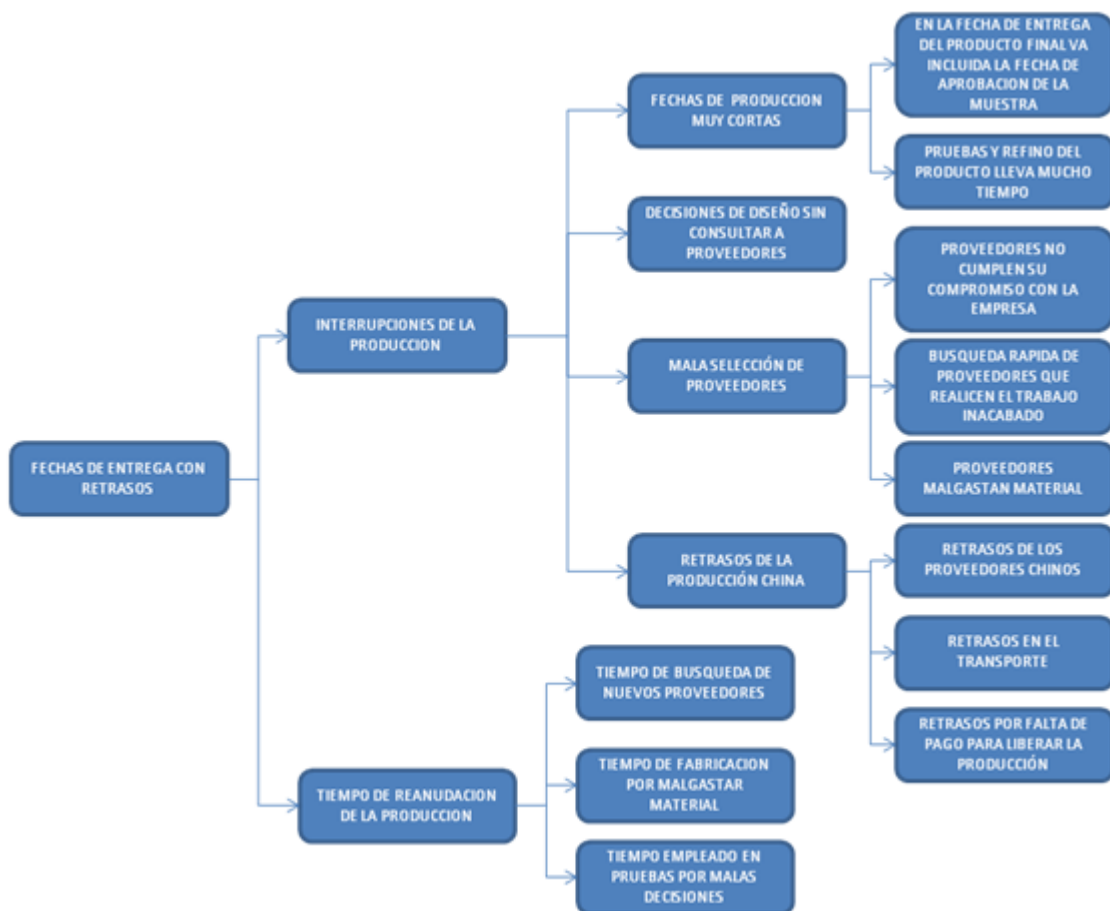 FECHAS DE ENTREGA CON
RETRASOS
INTERRUPCIONES DE LA
PRODUCCION
FECHAS DE PRODUCCION
MUY CORTAS
EN LA FECHA DE ENTREGA
DEL PRODUCTO FINAL VA
INCLUIDA LA FECHA DE
APROBACION DE LA
MUESTRA
PRUEBAS Y REFINO DEL
PRODUCTO LLEVA MUCHO
TIEMPO
DECISIONES DE DISEÑO SIN
CONSULTAR A
PROVEEDORES
MALA SELECCIÓN DE
PROVEEDORES
PROVEEDORES NO
CUMPLEN SU
COMPROMISO CON LA
EMPRESA
BUSQUEDA RAPIDA DE
PROVEEDORES QUE
REALICEN EL TRABAJO
INACABADO
PROVEEDORES
MALGASTAN MATERIAL
RETRASOS DE LA
PRODUCCIÓN CHINA
RETRASOS DE LOS
PROVEEDORES CHINOS
RETRASOS EN EL
TRANSPORTE
RETRASOS POR FALTA DE
PAGO PARA LIBERAR LA
PRODUCCIÓN
TIEMPO DE REANUDACION
DE LA PRODUCCION
TIEMPO DE BUSQUEDA DE
NUEVOS PROVEEDORES
TIEMPO DE FABRICACION
POR MALGASTAR
MATERIAL
TIEMPO EMPLEADO EN
PRUEBAS POR MALAS
DECISIONES